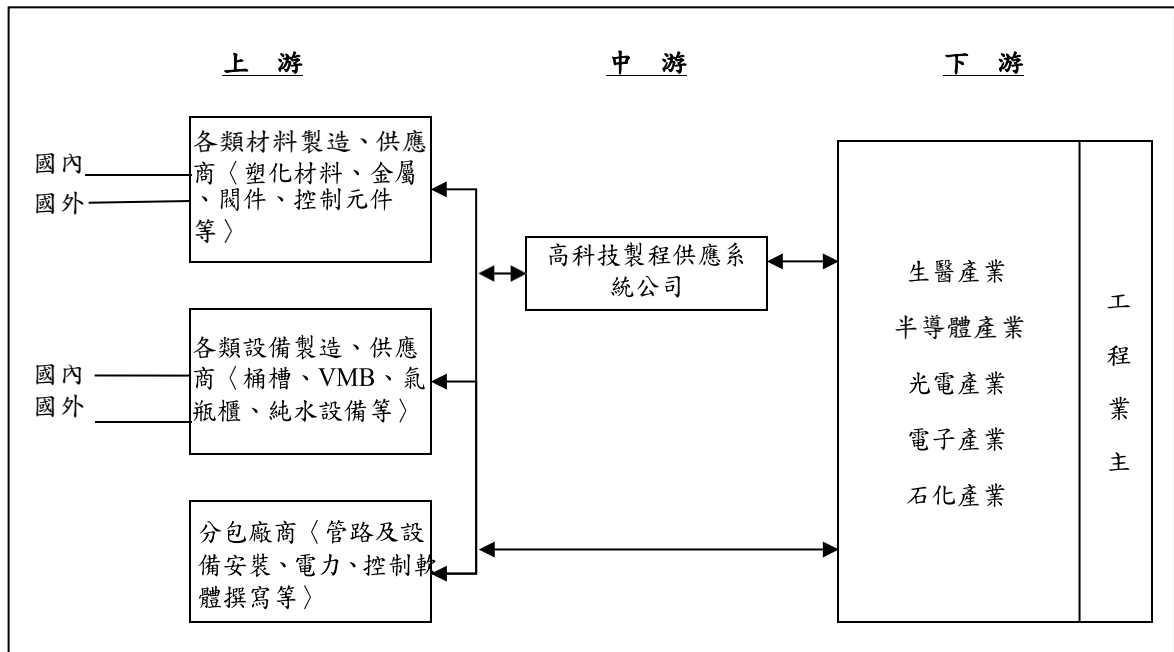 上 游
中 游
下 游
國內
國外
各類材料製造、供應
商〈塑化材料、金屬
、閥件、控制元件
等〉
高科技製程供應系
統公司
國內
國外
各類設備製造、供應
商〈桶槽、VMB、氣
瓶櫃、純水設備等〉
分包廠商〈管路及設
備安裝、電力、控制軟
體撰寫等〉
生醫產業
半導體產業
光電產業
電子產業
石化產業
工
程
業
主